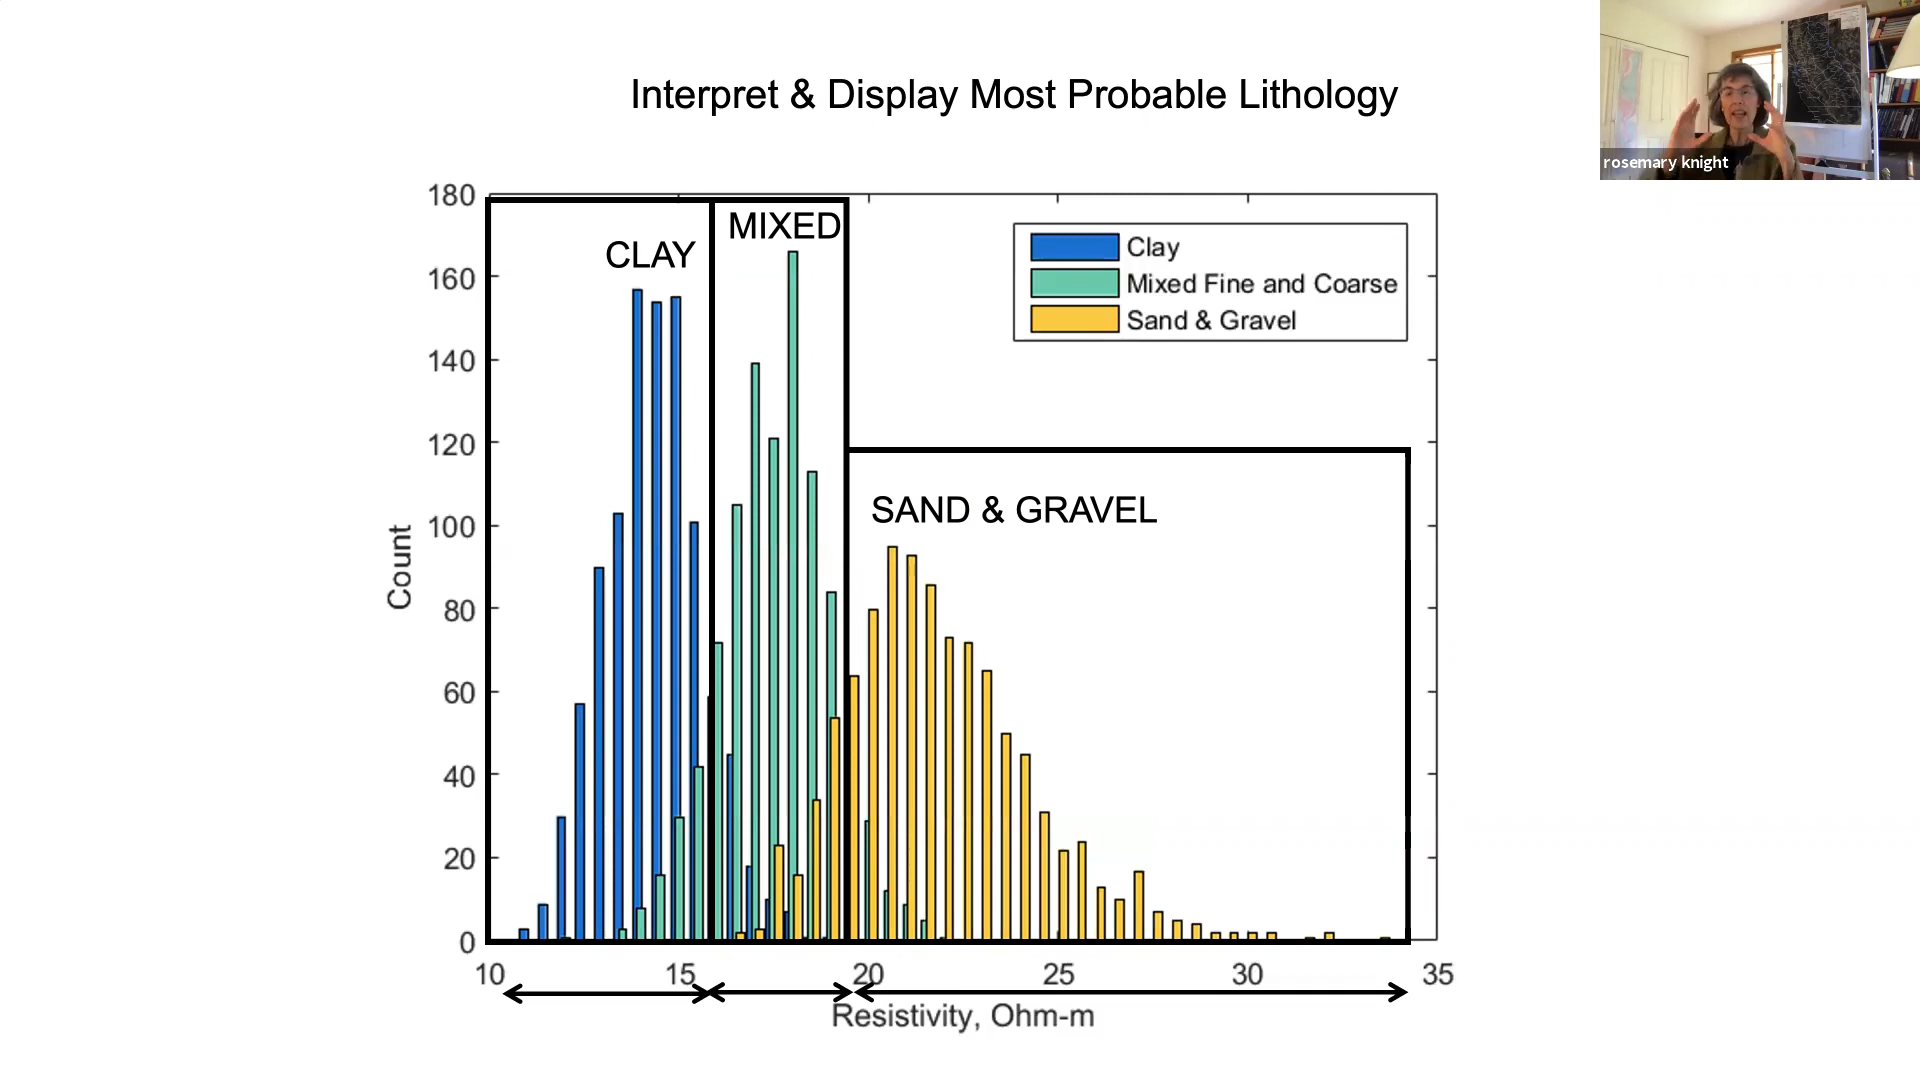 Interpret & Display Most Probable Lithology
rosemary knight
180
160
140
120
100
80
60
40
20
0
Count
CLAY
MIXED
SAND & GRAVEL
Clay
Mixed Fine and Coarse
Sand & Gravel
10 15 20 25 30 35
Resistivity, Ohm-m